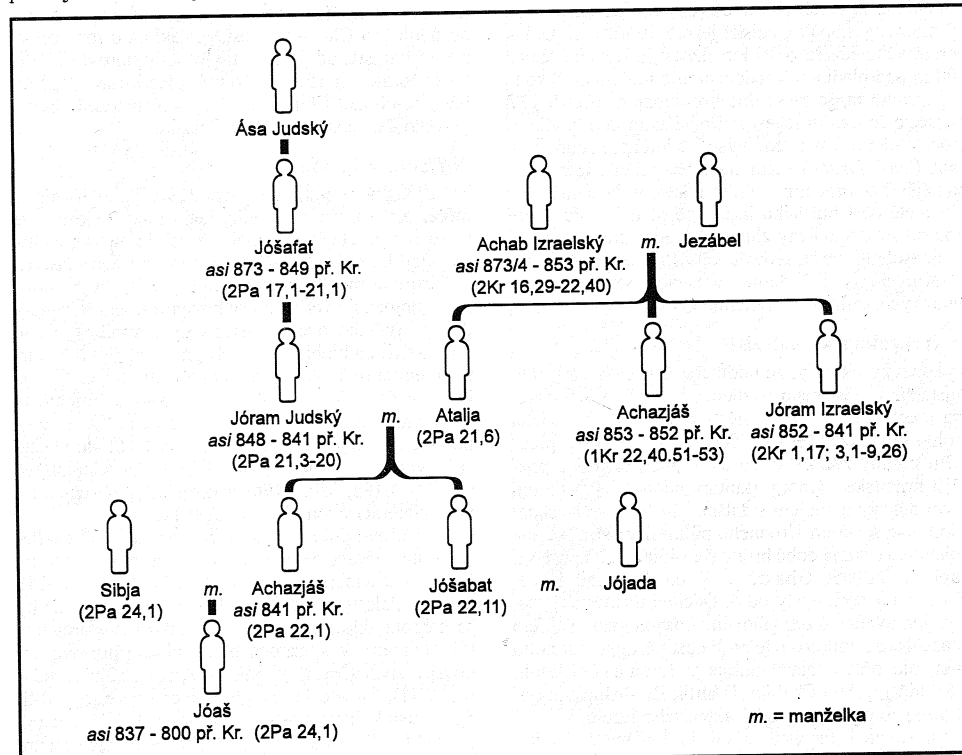 Ása Judský
Jóšafat
asi 873 - 849 př. Kr.
(2Pa 17,1-21,1)
Achab Izraelský m. Jezábel
asi 873/4 - 853 př. Kr.
(2Kr 16,29-22,40)
Jóram Judský m. Atalja
asi 848 - 841 př. Kr. (2Pa 21,6)
(2Pa 21,3-20)
Achazjáš
asi 853 - 852 př. Kr.
(1Kr 22,40.51-53)
Jóram Izraelský
asi 852 - 841 př. Kr.
(2Kr 1,17; 3,1-9,26)
Sibja m. Achazjáš
(2Pa 24,1) asi 841 př. Kr.
(2Pa 22,1)
Jóšabat m. Jójada
(2Pa 22,11)
Jóaš
asi 837 - 800 př. Kr. (2Pa 24,1)
m. = manželka